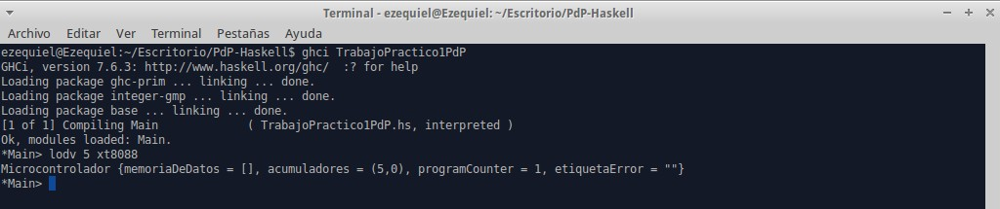 Terminal - ezequiel@Ezequiel: ~/Escritorio/PdP-Haskell
Archivo Editar Ver Terminal Pestañas Ayuda
ezequiel@Ezequiel:~/Escritorio/PdP-Haskell$ ghci TrabajoPractico1PdP
GHCi, version 7.6.3: http://www.haskell.org/ghc/  :? for help
Loading package ghc-prim ... linking ... done.
Loading package integer-gmp ... linking ... done.
Loading package base ... linking ... done.
[1 of 1] Compiling Main             ( TrabajoPractico1PdP.hs, interpreted )
Ok, modules loaded: Main.
*Main> lodv 5 xt8088
Microcontrolador {memoriaDeDatos = [], acumuladores = (5,0), programCounter = 1, etiquetaError = ""}
*Main>